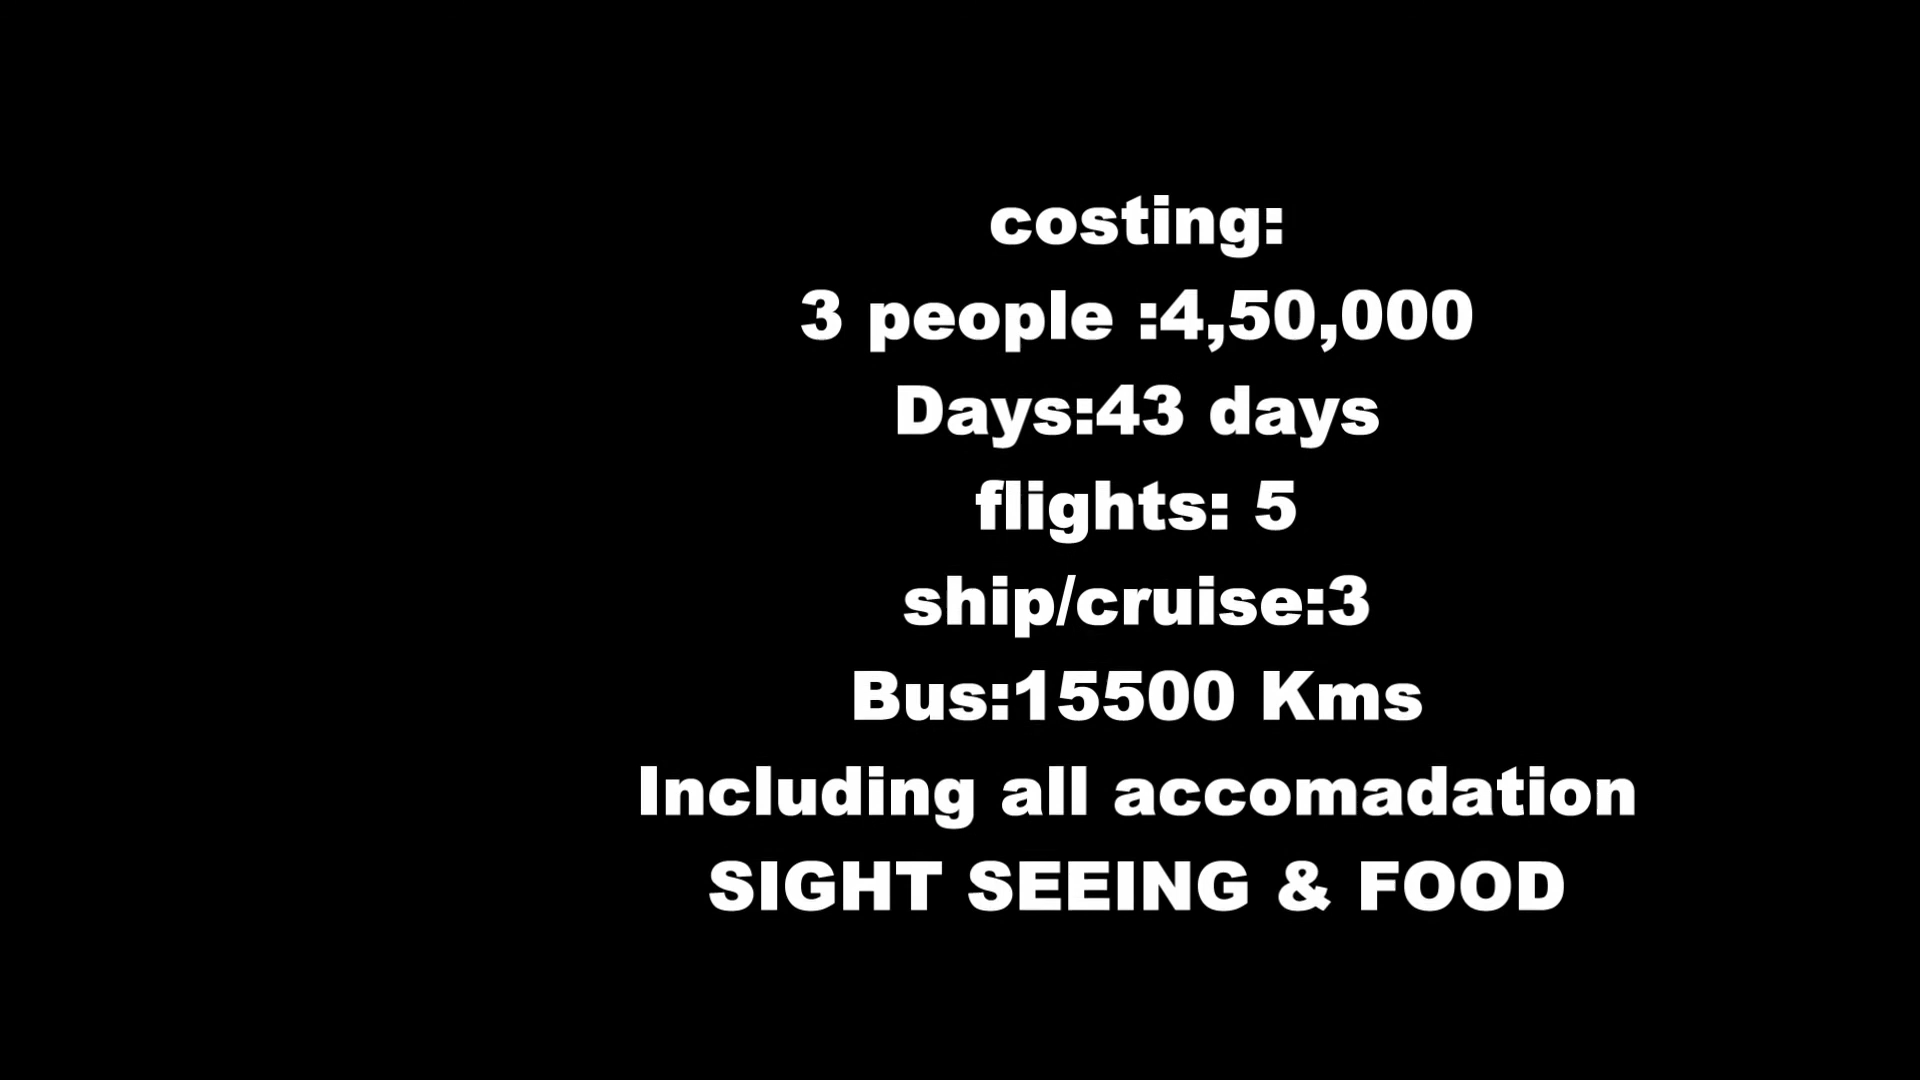 costing:
3 people :4,50,000
Days:43 days
flights: 5
ship/cruise:3
Bus:15500 Kms
Including all accomadation
SIGHT SEEING & FOOD